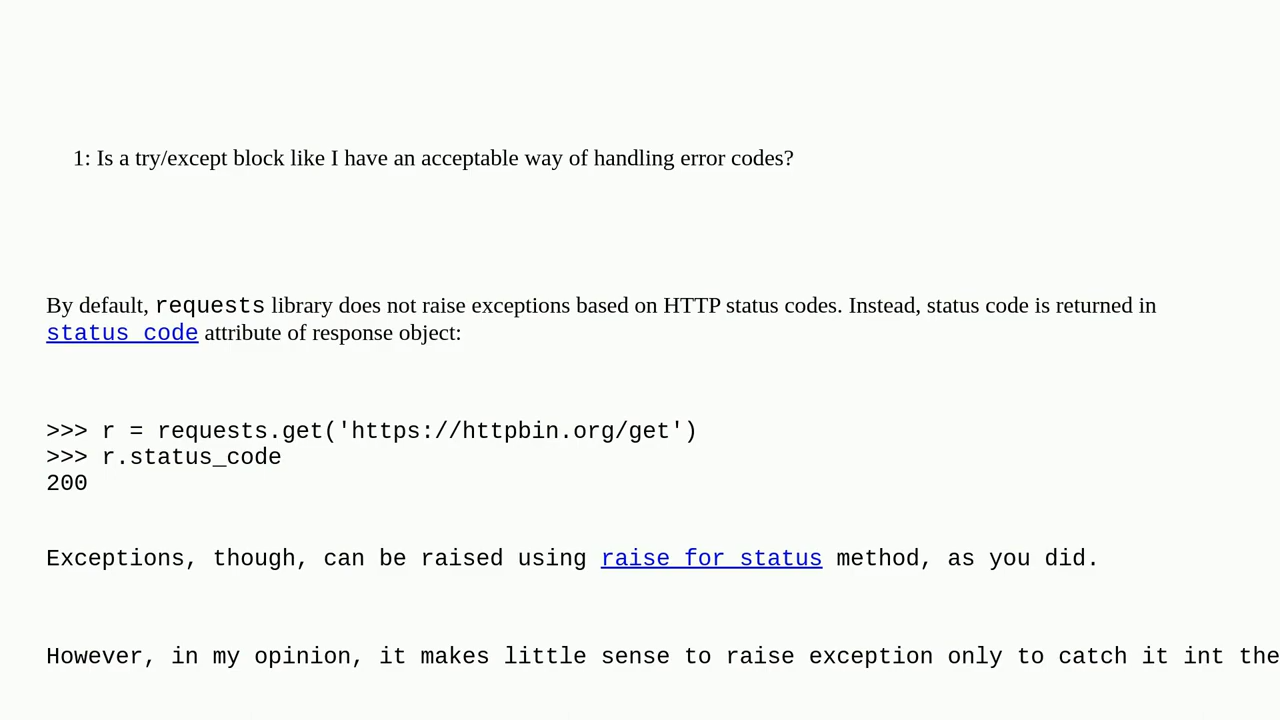 1: Is a try/except block like I have an acceptable way of handling error codes?
By default, requests library does not raise exceptions based on HTTP status codes. Instead, status code is returned in
status_code attribute of response object:
>>> r = requests.get('https://httpbin.org/get')
>>> r.status_code
200
Exceptions, though, can be raised using raise_for_status method, as you did.
However, in my opinion, it makes little sense to raise exception only to catch it int the